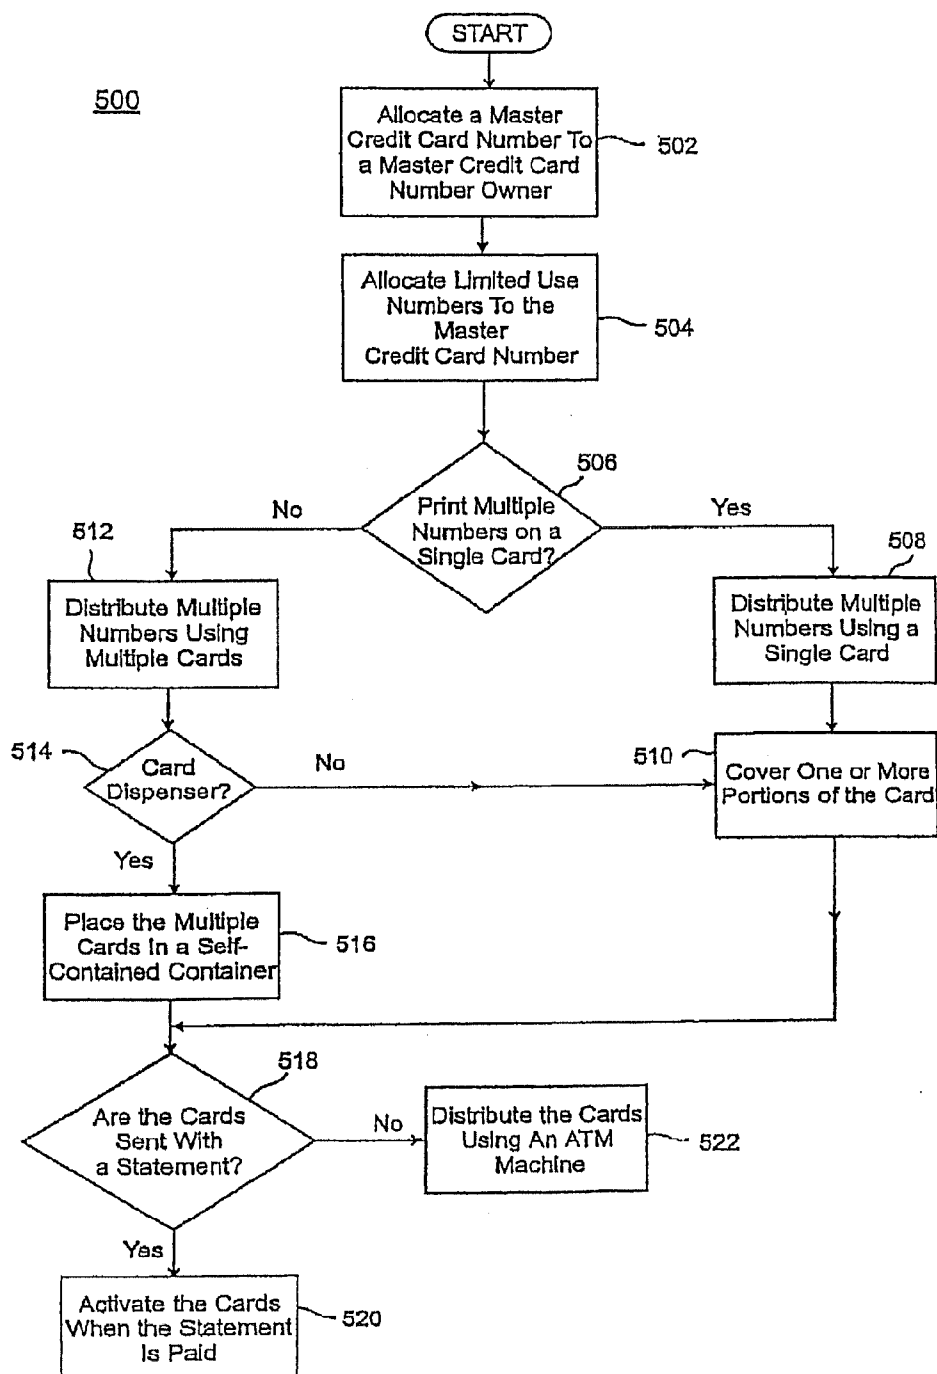 START
500
Allocate a Master
Credit Card Number To
a Master Credit Card
Number Owner
502
Allocate Limited Use
Numbers To the
Master
Credit Card Number
504
506
Print Multiple
Numbers on a
Single Card?
No
Yes
512
Distribute Multiple
Numbers Using
Multiple Cards
508
Distribute Multiple
Numbers Using a
Single Card
514
Card
Dispenser?
No
510
Cover One or More
Portions of the Card
Yes
Place the Multiple
Cards in a Self-
Contained Container
516
518
Are the Cards
Sent With
a Statement?
No
Distribute the Cards
Using An ATM
Machine
522
Yes
Activate the Cards
When the Statement
Is Paid
520